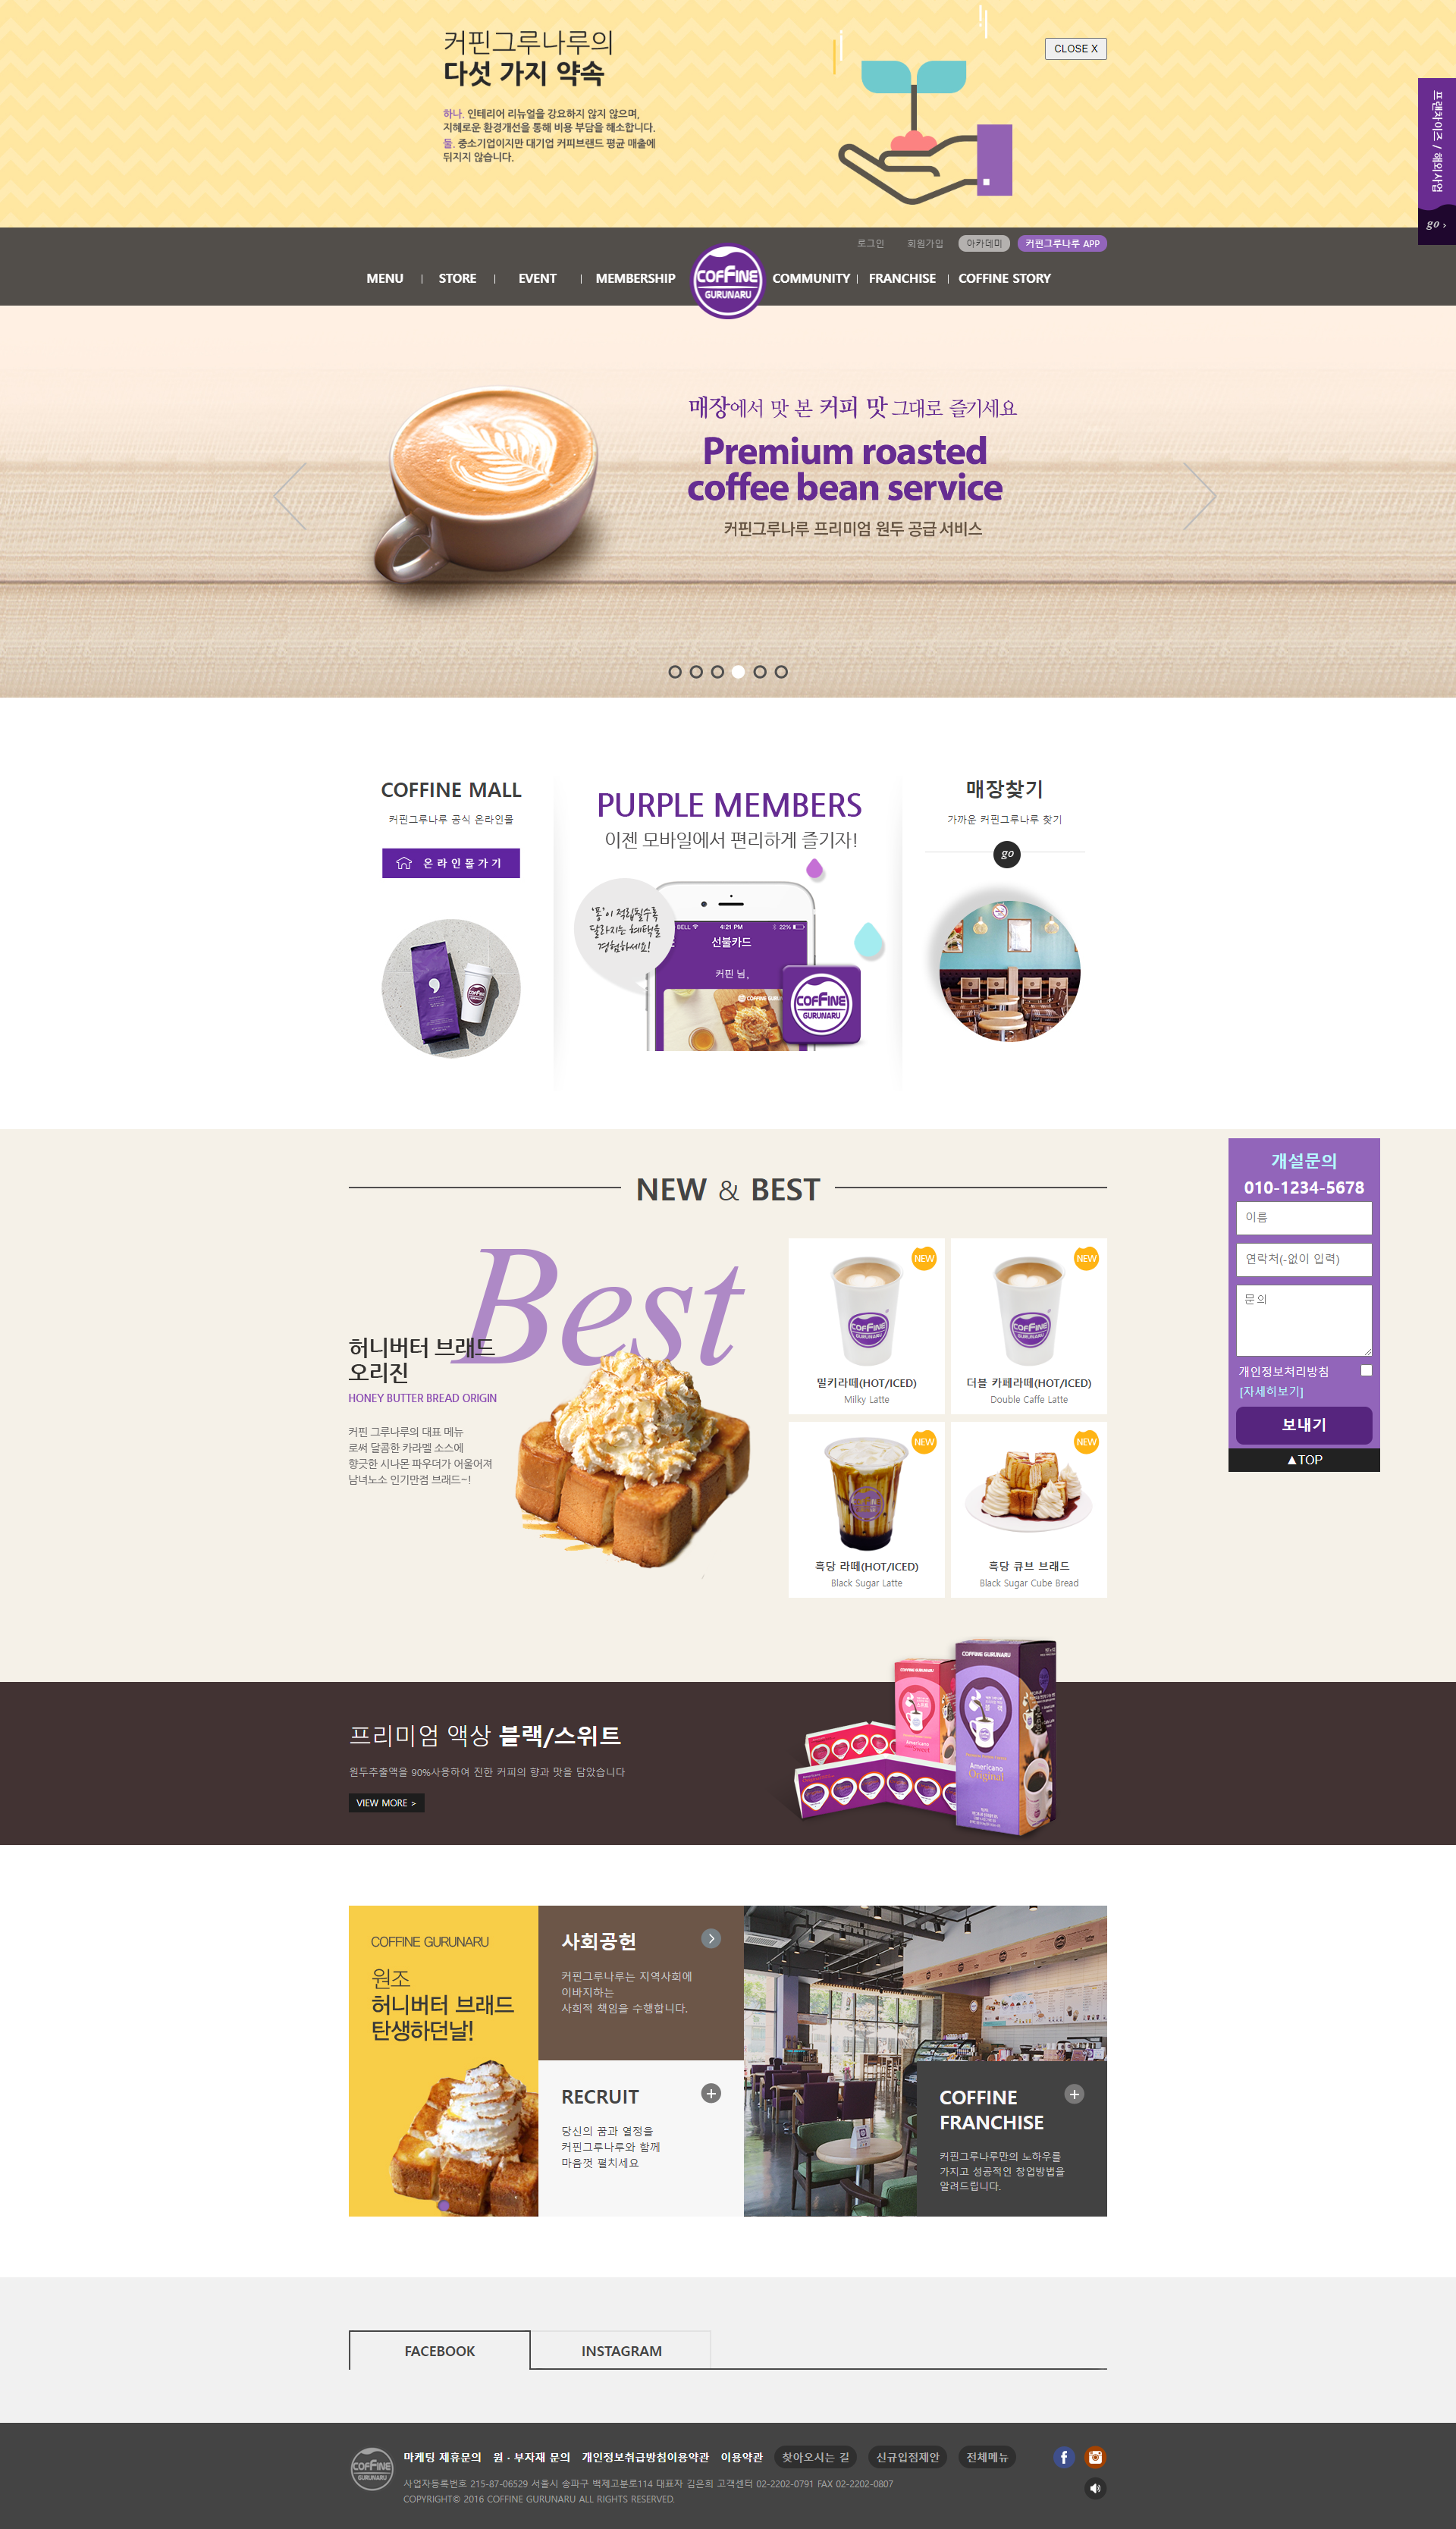 커핀그루나루의
다섯 가지 약속
하나. 인테리어 리뉴얼을 강요하지 않지 않으며,
지혜로운 환경개선을 통해 비용 부담을 해소합니다.
둘. 중소기업이지만 대기업 커피브랜드 평균 매출에
뒤지지 않습니다.
CLOSE X
프랜차이즈 / 해외사업
go ›
로그인
회원가입
아카데미
커핀그루나루 APP
MENU
STORE
EVENT
MEMBERSHIP
COFFINE
GURUNARU
COMMUNITY
FRANCHISE
COFFINE STORY
매장에서 맛 본 커피 맛 그대로 즐기세요
Premium roasted
coffee bean service
커핀그루나루 프리미엄 원두 공급 서비스
COFFINE MALL
커핀그루나루 공식 온라인몰
온라인몰가기
PURPLE MEMBERS
이젠 모바일에서 편리하게 즐기자!
'퐁'이 적립될수록
달라지는 혜택을
경험하세요!
BELL
4:21 PM
22%
선불카드
커핀 님,
COFFINE
GURUNARU
매장찾기
가까운 커핀그루나루 찾기
go
NEW & BEST
Best
허니버터 브래드
오리진
HONEY BUTTER BREAD ORIGIN
커핀 그루나루의 대표 메뉴
로써 달콤한 카라멜 소스에
향긋한 시나몬 파우더가 어울어져
남녀노소 인기만점 브래드~!
NEW
밀키라떼(HOT/ICED)
Milky Latte
NEW
더블 카페라떼(HOT/ICED)
Double Caffe Latte
NEW
흑당 라떼(HOT/ICED)
Black Sugar Latte
NEW
흑당 큐브 브래드
Black Sugar Cube Bread
개설문의
010-1234-5678
이름
연락처(-없이 입력)
문의
개인정보처리방침
[자세히보기]
보내기
▲TOP
프리미엄 액상 블랙/스위트
원두추출액을 90%사용하여 진한 커피의 향과 맛을 담았습니다
VIEW MORE >
COFFINE GURUNARU
COFFINE GURUNARU
Americano
Americano
Original
COFFINE GURUNARU
원조
허니버터 브래드
탄생하던날!
사회공헌
커핀그루나루는 지역사회에
이바지하는
사회적 책임을 수행합니다.
RECRUIT
당신의 꿈과 열정을
커핀그루나루와 함께
마음껏 펼치세요
COFFINE
FRANCHISE
커핀그루나루만의 노하우를
가지고 성공적인 창업방법을
알려드립니다.
FACEBOOK
INSTAGRAM
COFFINE
GURUNARU
마케팅 제휴문의
원 · 부자재 문의
개인정보취급방침이용약관
이용약관
찾아오시는 길
신규입점제안
전체메뉴
사업자등록번호 215-87-06529 서울시 송파구 백제고분로114 대표자 김은희 고객센터 02-2202-0791 FAX 02-2202-0807
COPYRIGHT© 2016 COFFINE GURUNARU ALL RIGHTS RESERVED.